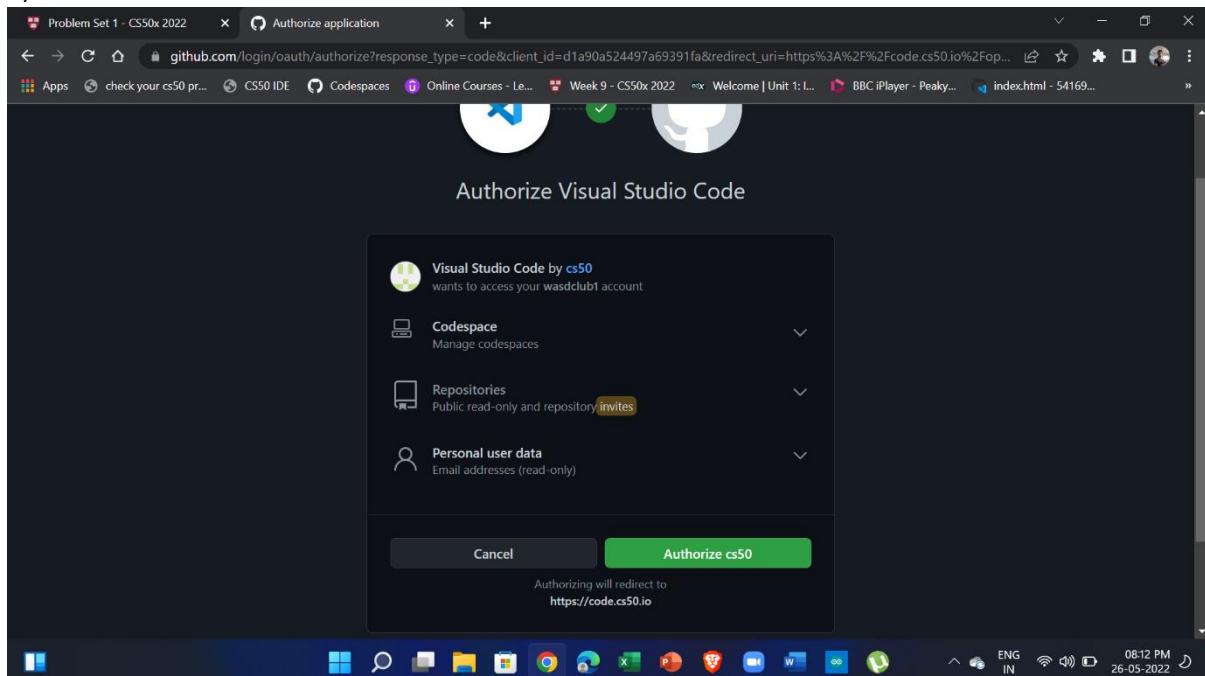 Problem Set 1 - CS50x 2022
Authorize application
github.com/login/oauth/authorize?response_type=code&client_id=d1a90a524497a69391fa&redirect_uri=https%3A%2F%2Fcode.cs50.io%2Fop...
Apps check your cs50 pr... CS50 IDE Codespaces Online Courses - Le... Week 9 - CS50x 2022 Welcome | Unit 1: I... BBC iPlayer - Peaky... index.html - 54169... »
Authorize Visual Studio Code
Visual Studio Code by cs50
wants to access your wasdclub1 account
Codespace
Manage codespaces
Repositories
Public read-only and repository invites
Personal user data
Email addresses (read-only)
Cancel
Authorize cs50
Authorizing will redirect to
https://code.cs50.io
ENG
IN
08:12 PM
26-05-2022